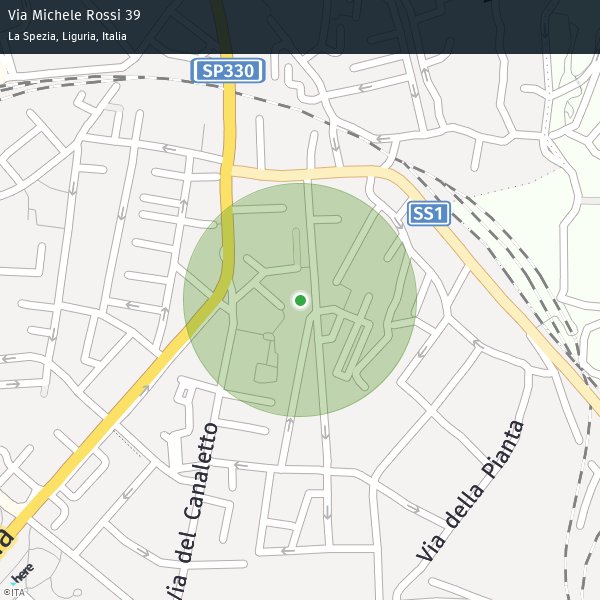 Via Michele Rossi 39
La Spezia, Liguria, Italia
SP330
SS1
Via del Canaletto
Via della Pianta
a
here
©ITA